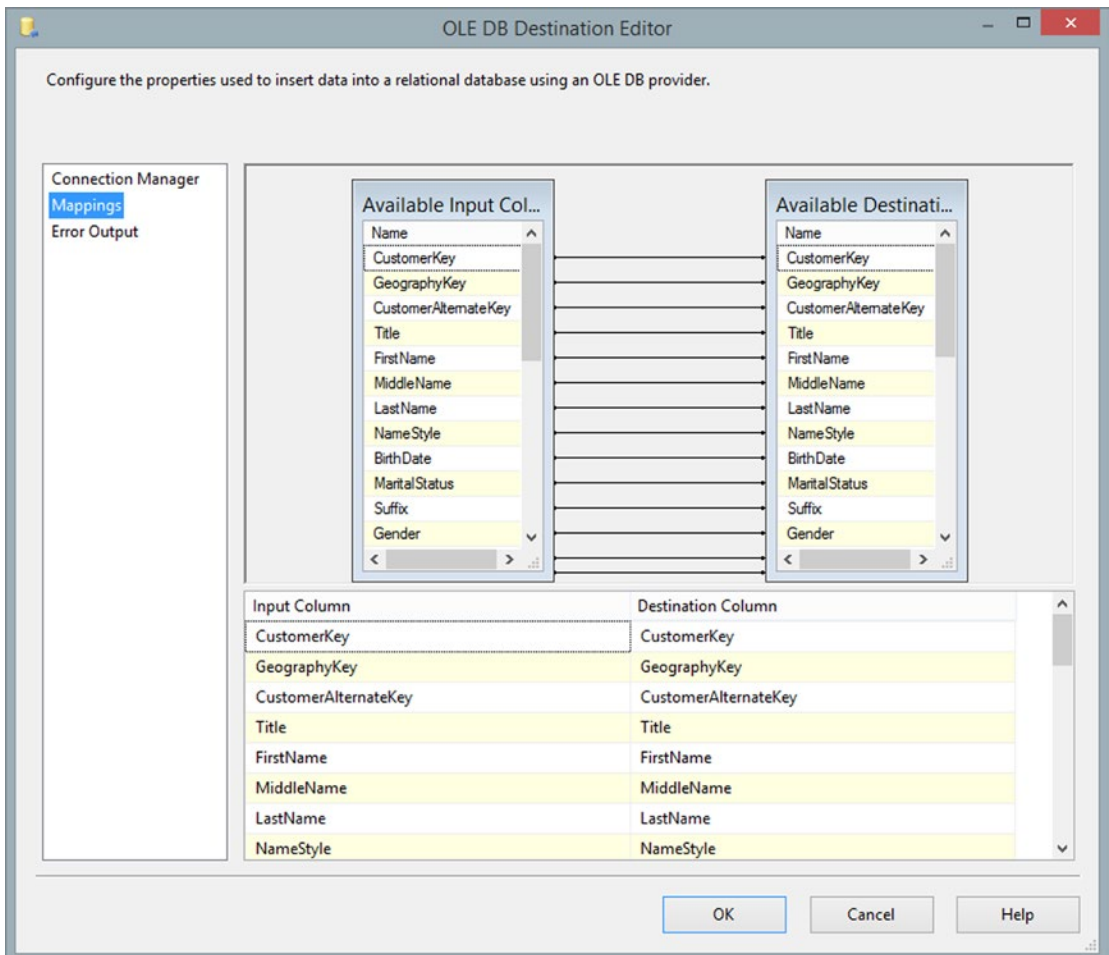 OLE DB Destination Editor
Configure the properties used to insert data into a relational database using an OLE DB provider.
Connection Manager
Mappings
Error Output
Available Input Col...
Name
CustomerKey
GeographyKey
CustomerAlternateKey
Title
FirstName
MiddleName
LastName
NameStyle
BirthDate
MaritalStatus
Suffix
Gender
Available Destinati...
Name
CustomerKey
GeographyKey
CustomerAlternateKey
Title
FirstName
MiddleName
LastName
NameStyle
BirthDate
MaritalStatus
Suffix
Gender
Input Column Destination Column
CustomerKey CustomerKey
GeographyKey GeographyKey
CustomerAlternateKey CustomerAlternateKey
Title Title
FirstName FirstName
MiddleName MiddleName
LastName LastName
NameStyle NameStyle
OK Cancel Help